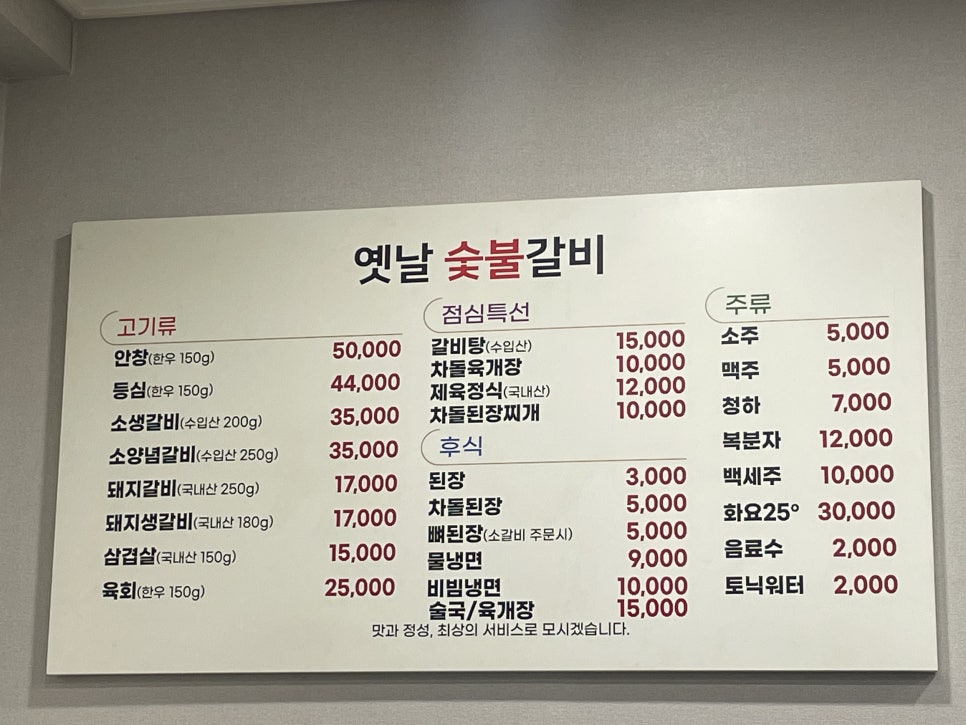 옛날 숯불갈비
고기류
안창(한우 150g) 50,000
등심(한우 150g) 44,000
소생갈비(수입산 200g) 35,000
소양념갈비(수입산 250g) 35,000
돼지갈비(국내산 250g) 17,000
돼지생갈비(국내산 180g) 17,000
삼겹살(국내산 150g) 15,000
육회(한우 150g) 25,000
점심특선
갈비탕(수입산) 15,000
차돌육개장 10,000
제육정식(국내산) 12,000
차돌된장찌개 10,000
후식
된장 3,000
차돌된장 5,000
뼈된장(소갈비 주문시) 5,000
물냉면 9,000
비빔냉면 10,000
술국/육개장 15,000
주류
소주 5,000
맥주 5,000
청하 7,000
복분자 12,000
백세주 10,000
화요25° 30,000
음료수 2,000
토닉워터 2,000
맛과 정성, 최상의 서비스로 모시겠습니다.